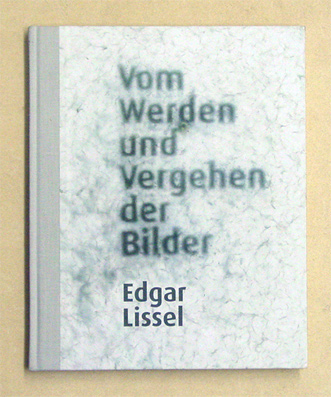 Vom
Werden
und
Vergehen
der
Bilder
Edgar
Lissel